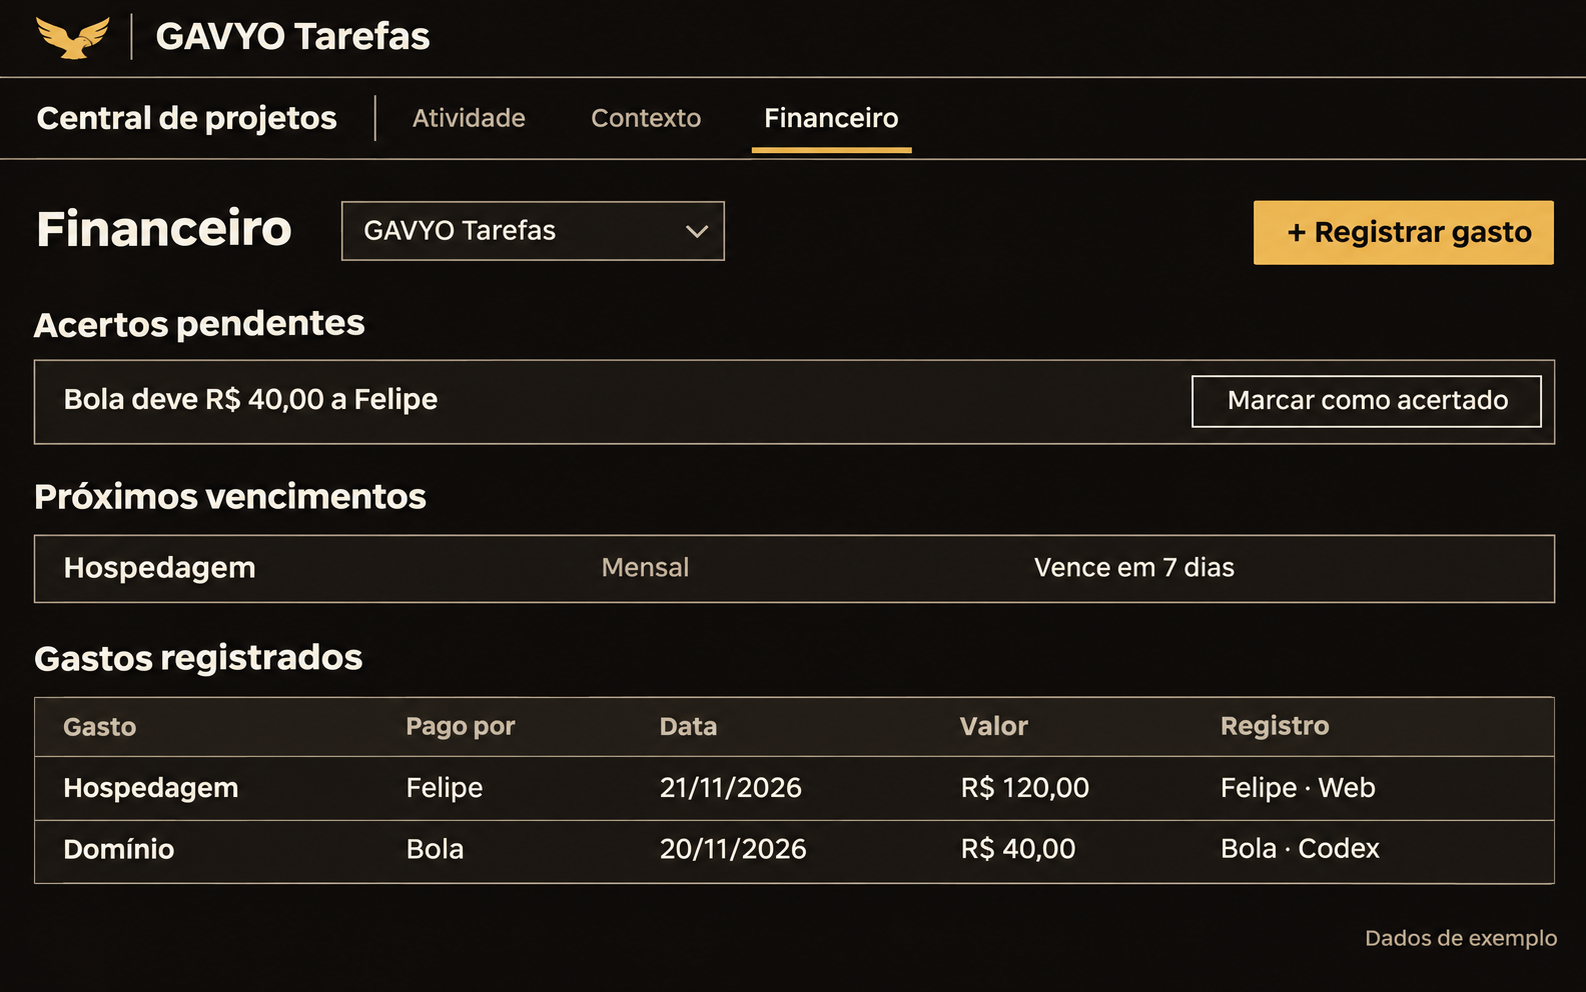 GAVYO Tarefas
Central de projetos Atividade Contexto Financeiro
Financeiro GAVYO Tarefas + Registrar gasto
Acertos pendentes
Bola deve R$ 40,00 a Felipe Marcar como acertado
Próximos vencimentos
Hospedagem Mensal Vence em 7 dias
Gastos registrados
Gasto Pago por Data Valor Registro
Hospedagem Felipe 21/11/2026 R$ 120,00 Felipe · Web
Domínio Bola 20/11/2026 R$ 40,00 Bola · Codex
Dados de exemplo